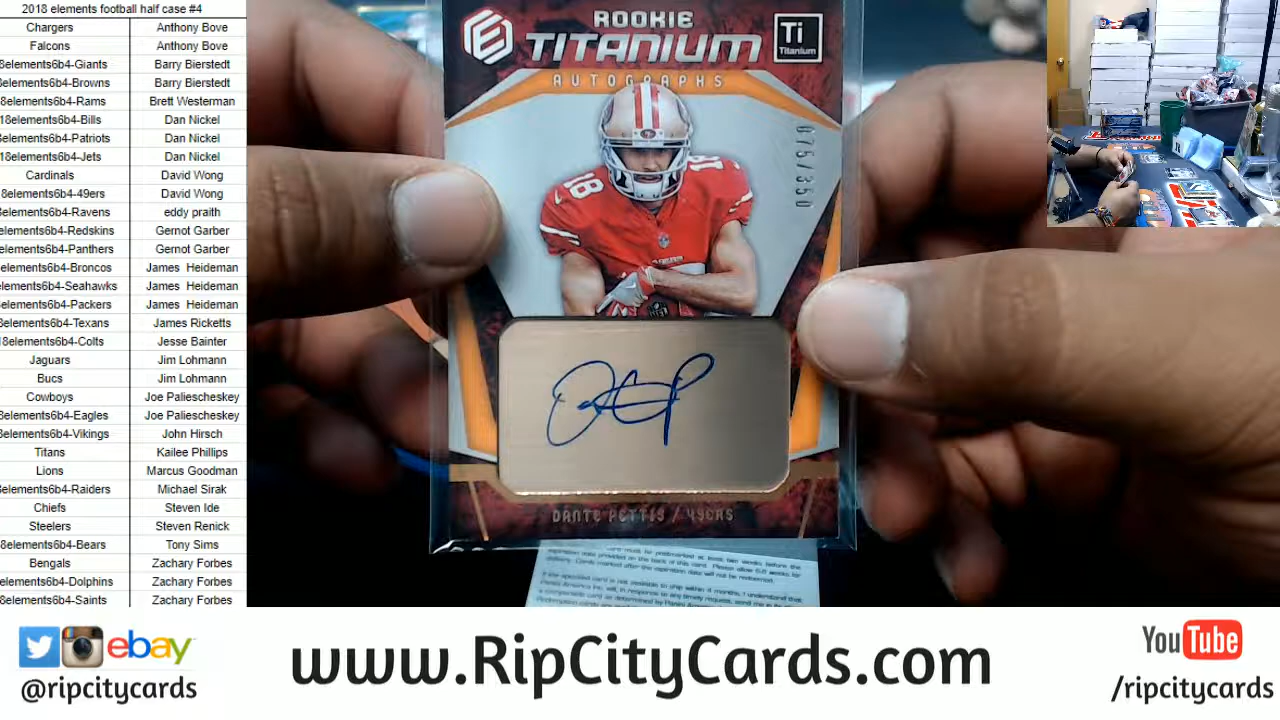 2018 elements football half case #4
Chargers Anthony Bove
Falcons Anthony Bove
8elements6b4-Giants Barry Bierstedt
8elements6b4-Browns Barry Bierstedt
8elements6b4-Rams Brett Westerman
18elements6b4-Bills Dan Nickel
elements6b4-Patriots Dan Nickel
18elements6b4-Jets Dan Nickel
Cardinals David Wong
18elements6b4-49ers David Wong
8elements6b4-Ravens eddy praith
elements6b4-Redskins Gernot Garber
elements6b4-Panthers Gernot Garber
elements6b4-Broncos James Heideman
elements6b4-Seahawks James Heideman
elements6b4-Packers James Heideman
8elements6b4-Texans James Ricketts
18elements6b4-Colts Jesse Bainter
Jaguars Jim Lohmann
Bucs Jim Lohmann
Cowboys Joe Paliescheskey
8elements6b4-Eagles Joe Paliescheskey
8elements6b4-Vikings John Hirsch
Titans Kailee Phillips
Lions Marcus Goodman
8elements6b4-Raiders Michael Sirak
Chiefs Steven Ide
Steelers Steven Renick
8elements6b4-Bears Tony Sims
Bengals Zachary Forbes
elements6b4-Dolphins Zachary Forbes
8elements6b4-Saints Zachary Forbes
ROOKIE
TITANIUM
AUTOGRAPHS
Ti
Titanium
075/350
18
18
DANTE PETTIS / 49ERS
ebay
@ripcitycards
www.RipCityCards.com
YouTube
/ripcitycards